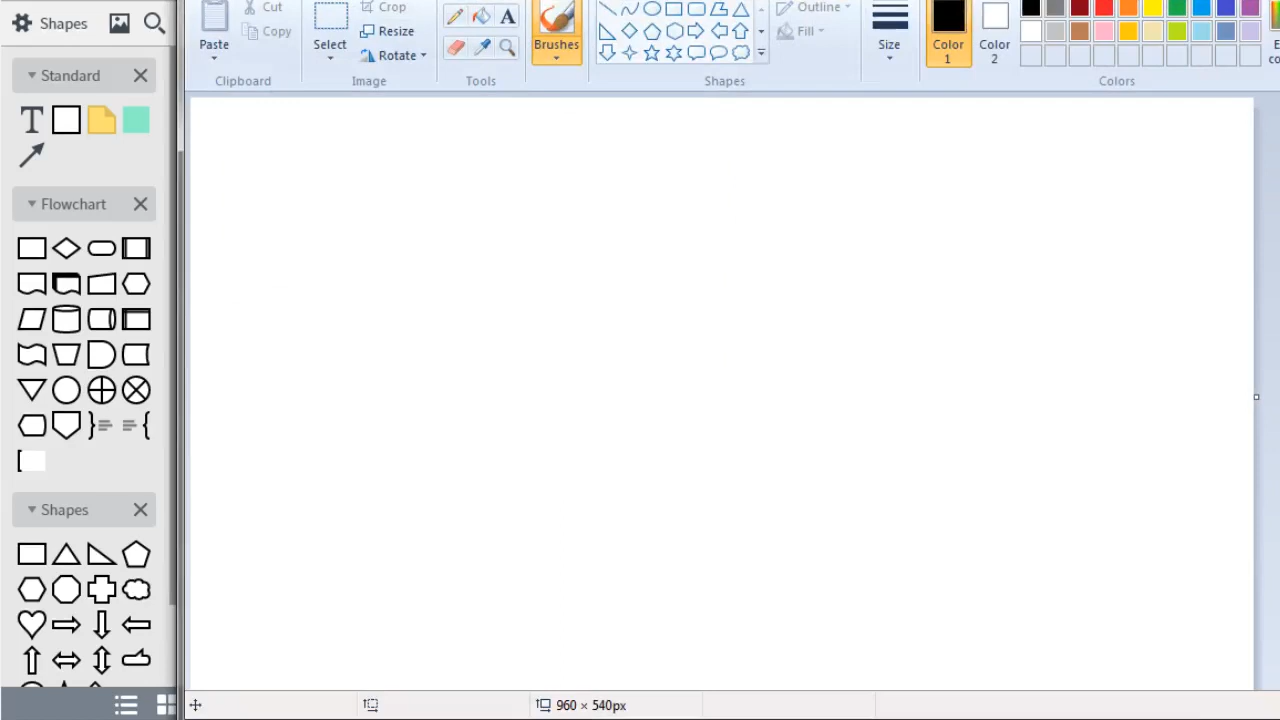 Shapes
Standard
T
Flowchart
Shapes
Paste
Cut
Copy
Clipboard
Select
Crop
Resize
Rotate
Image
A
Tools
Brushes
Shapes
Outline
Fill
Size
Color
1
Color
2
Colors
960 × 540px